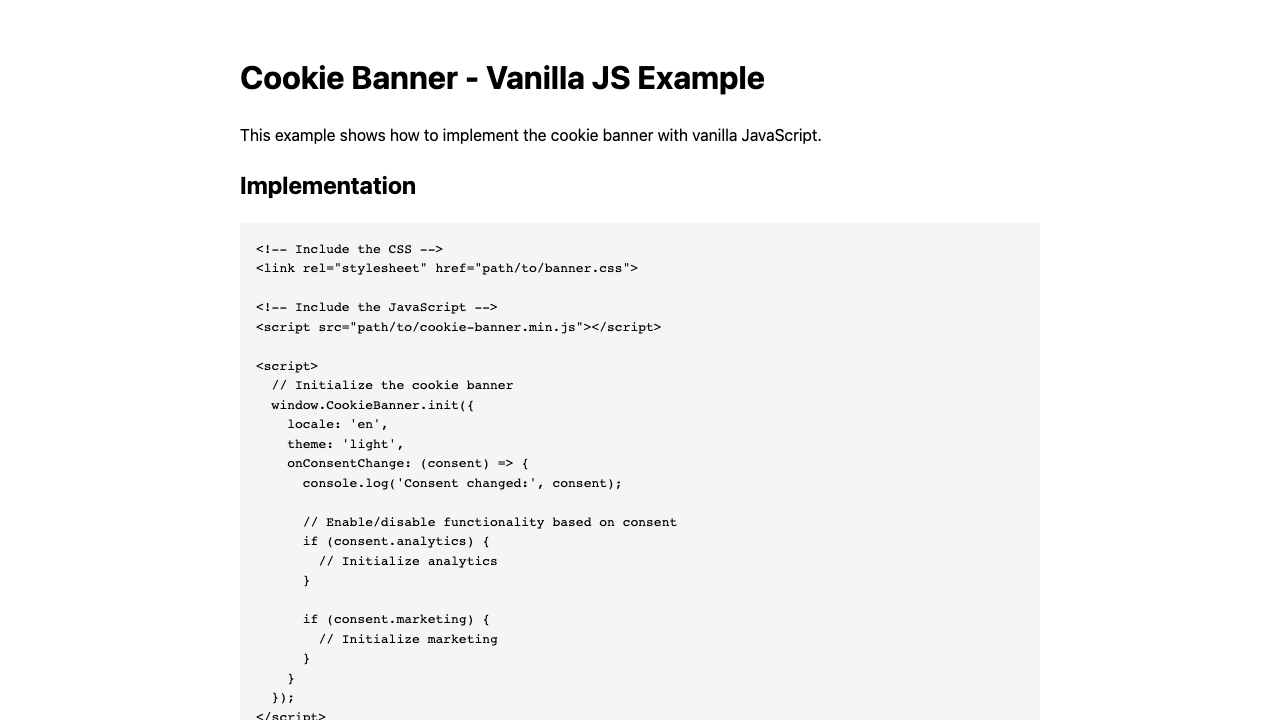 Cookie Banner - Vanilla JS Example
This example shows how to implement the cookie banner with vanilla JavaScript.
Implementation
<!-- Include the CSS -->
<link rel="stylesheet" href="path/to/banner.css">
<!-- Include the JavaScript -->
<script src="path/to/cookie-banner.min.js"></script>
<script>
  // Initialize the cookie banner
  window.CookieBanner.init({
    locale: 'en',
    theme: 'light',
    onConsentChange: (consent) => {
      console.log('Consent changed:', consent);
      // Enable/disable functionality based on consent
      if (consent.analytics) {
        // Initialize analytics
      }
      if (consent.marketing) {
        // Initialize marketing
      }
    }
  });
</script>